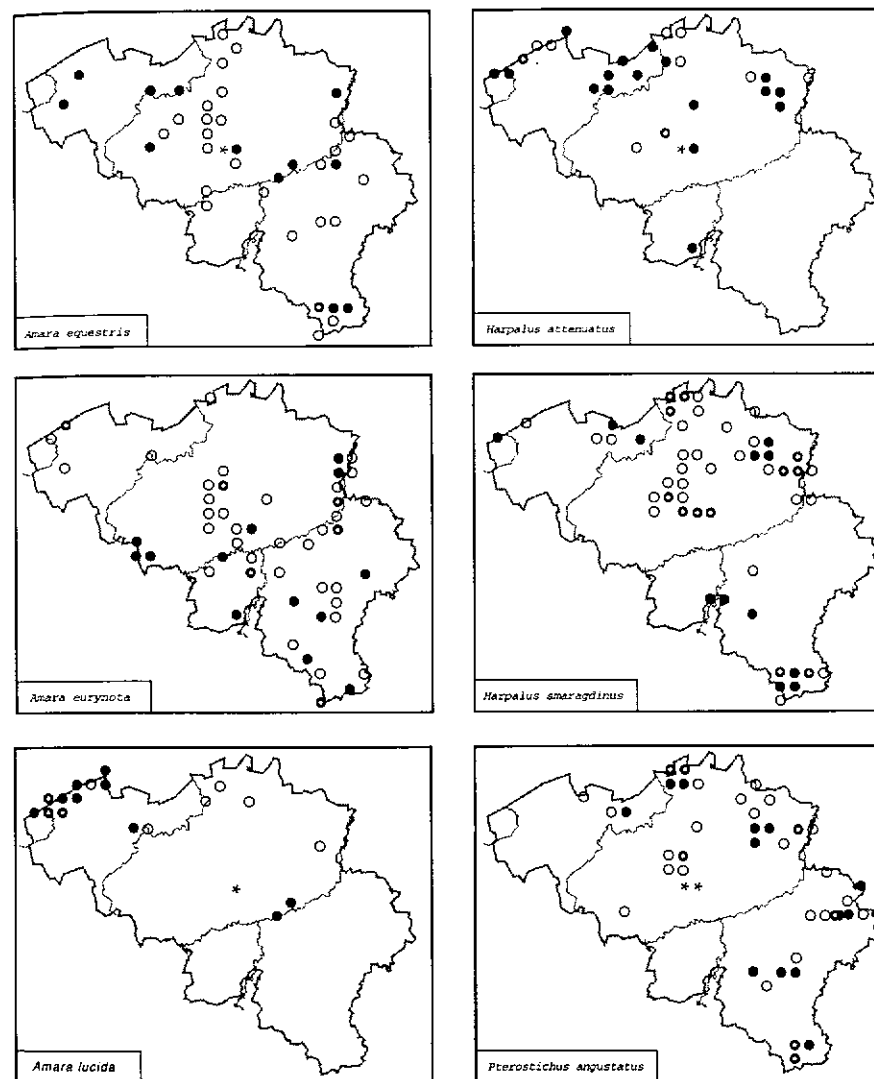 Amara equestris
Harpalus attenuatus
Amara eurynota
Harpalus smaragdinus
Amara lucida
Pterostichus angustatus